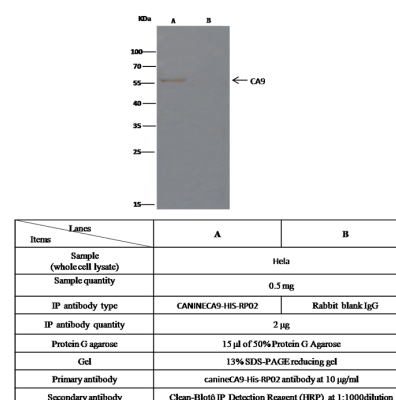 KDa A B
100
70
55
← CA9
40
35
25
15
Lanes
Items
A
B
Sample
(whole cell lysate)
Hela
Sample quantity
0.5 mg
IP antibody type
CANINECA9-HIS-RP02
Rabbit blank IgG
IP antibody quantity
2 μg
Protein G agarose
15 μl of 50% Protein G Agarose
Gel
13% SDS-PAGE reducing gel
Primary antibody
canineCA9-His-RP02 antibody at 10 μg/ml
Secondary antibody
Clean-Blotô IP Detection Reagent (HRP) at 1:1000dilution